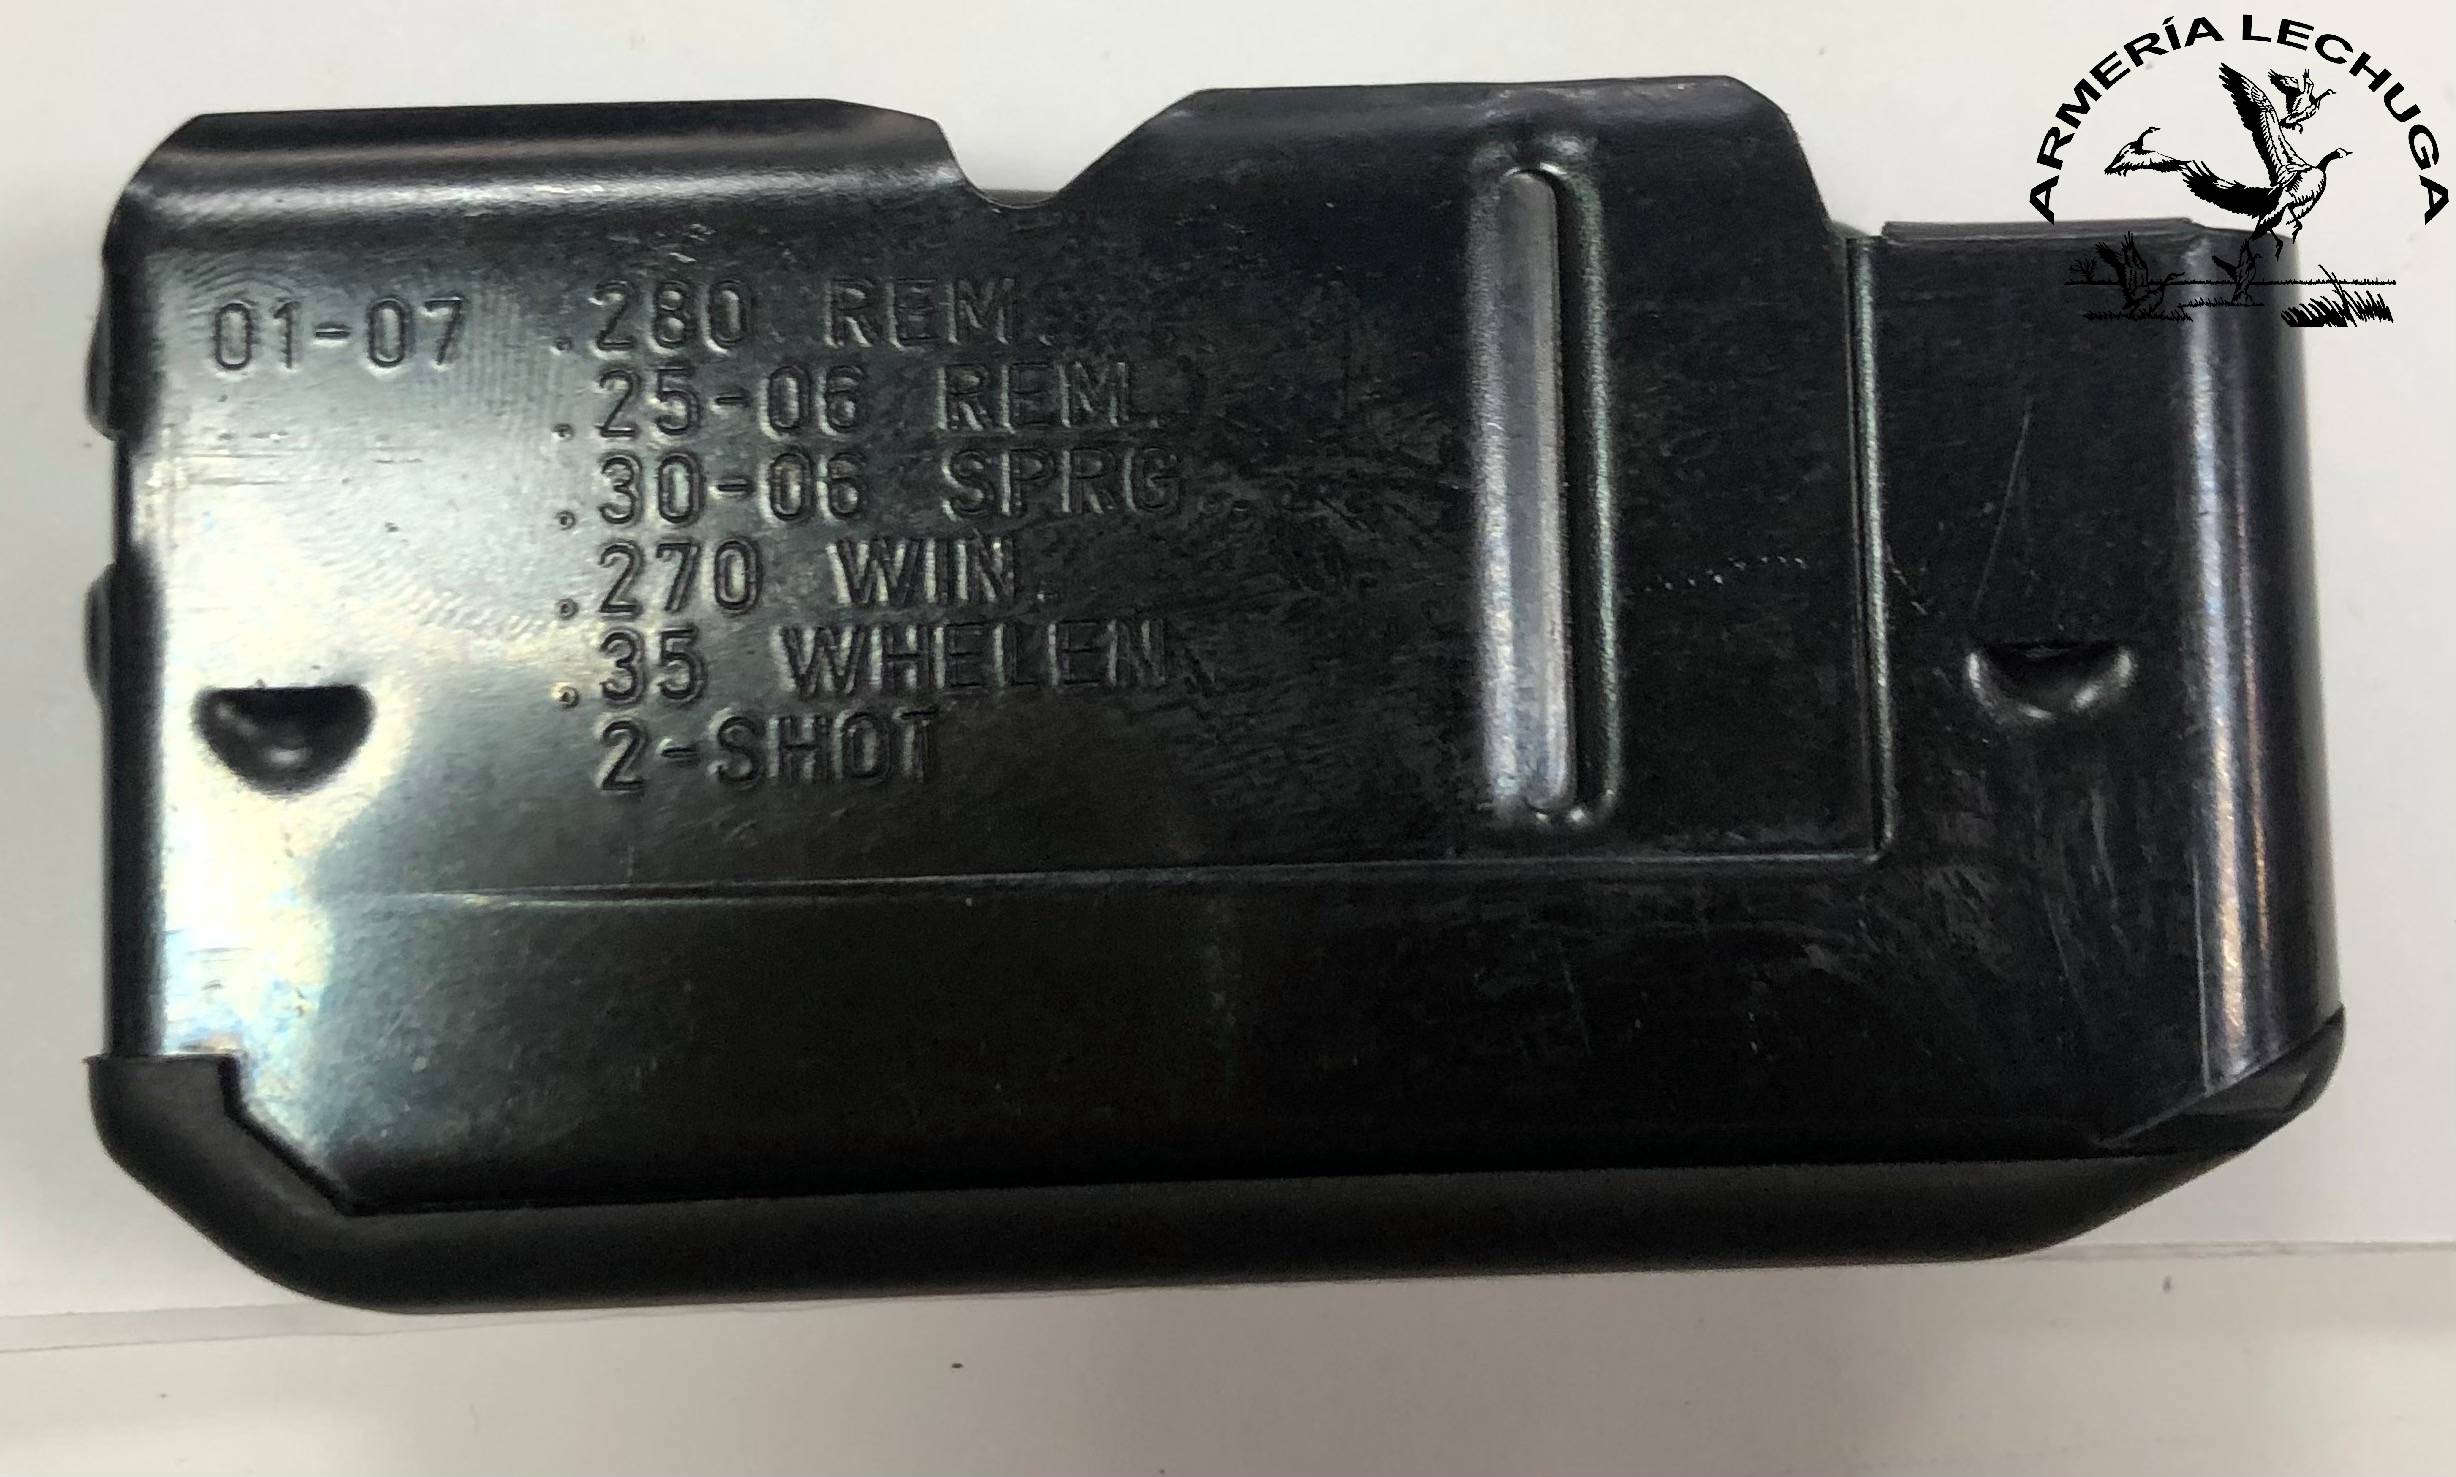 ARMERÍA LECHUGA
01-07 .280 REM.
.25-06 REM.
.30-06 SPRG.
.270 WIN.
.35 WHELEN
2-SHOT